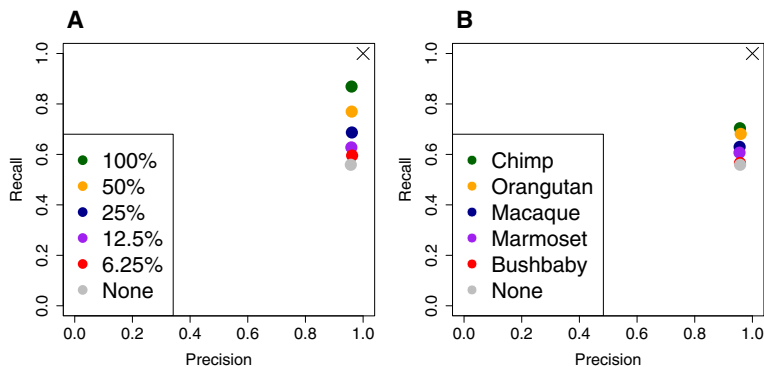 A
Recall
1.0
0.8
0.6
0.4
0.2
0.0
100%
50%
25%
12.5%
6.25%
None
0.0 0.2 0.4 0.6 0.8 1.0
Precision
B
Recall
1.0
0.8
0.6
0.4
0.2
0.0
Chimp
Orangutan
Macaque
Marmoset
Bushbaby
None
0.0 0.2 0.4 0.6 0.8 1.0
Precision